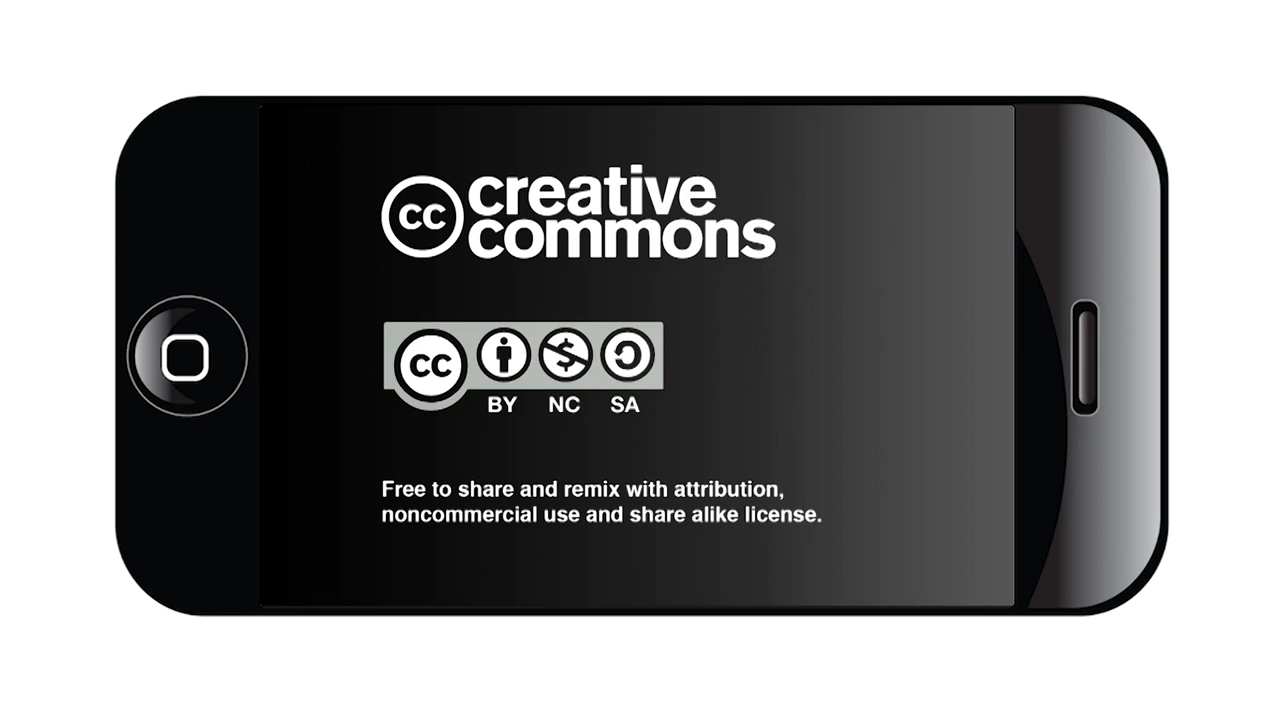 cc creative
commons
cc
BY NC SA
Free to share and remix with attribution,
noncommercial use and share alike license.